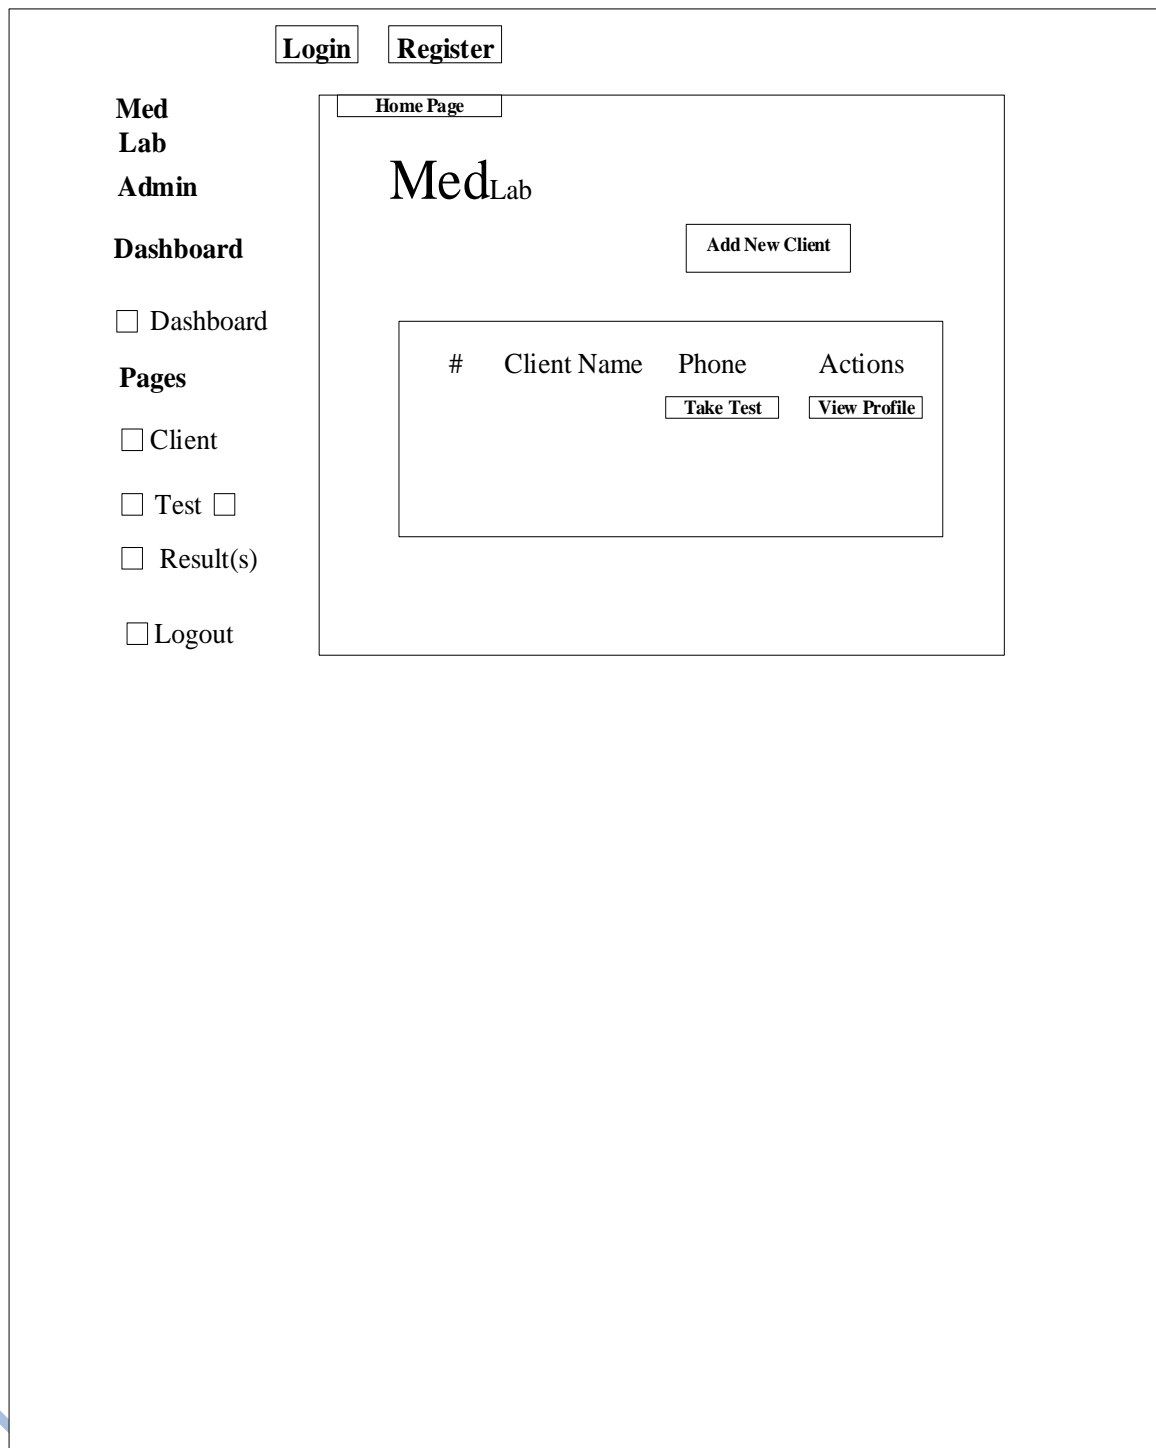 Login Register
Med
Lab
Admin
Dashboard
Dashboard
Pages
Client
Test
Result(s)
Logout
Home Page
MedLab
Add New Client
# Client Name Phone Actions
Take Test View Profile